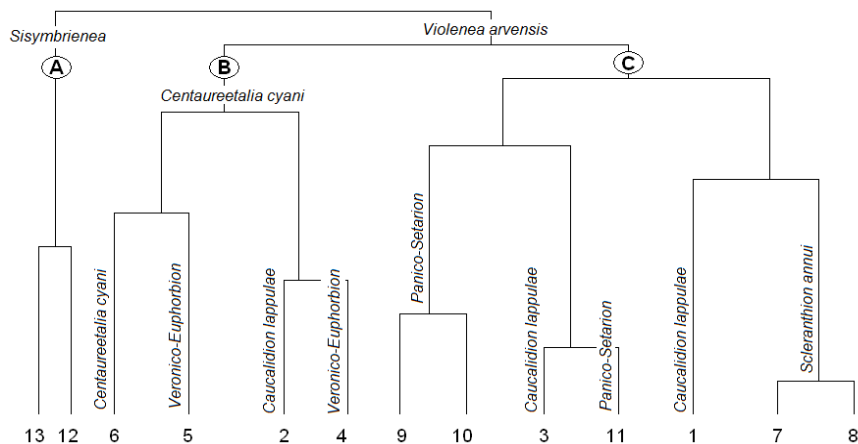 Sisymbrienea
Violenea arvensis
A
B
C
Centaureetalia cyani
Centaureetalia cyani
Veronico-Euphorbion
Caucalidion lappulae
Veronico-Euphorbion
Panico-Setarion
Caucalidion lappulae
Panico-Setarion
Caucalidion lappulae
Scleranthion annui
13 12 6 5 2 4 9 10 3 11 1 7 8